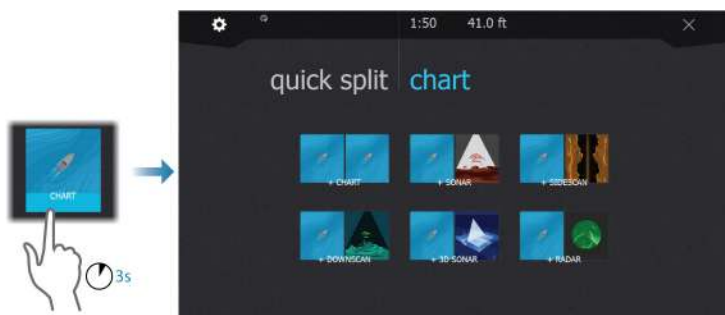 1:50 41.0 ft
quick split chart
+ CHART + SONAR + SIDESCAN
CHART
+ DOWNSCAN + 3D SONAR + RADAR
3s